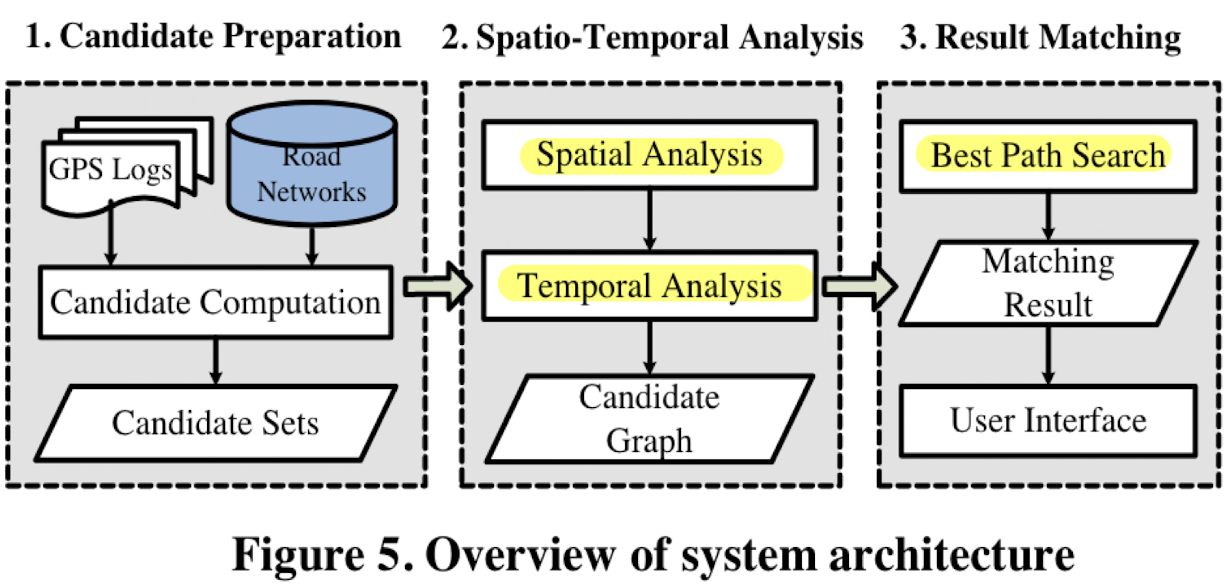 1. Candidate Preparation
2. Spatio-Temporal Analysis
3. Result Matching
GPS Logs
Road
Networks
Candidate Computation
Candidate Sets
Spatial Analysis
Temporal Analysis
Candidate
Graph
Best Path Search
Matching
Result
User Interface
Figure 5. Overview of system architecture